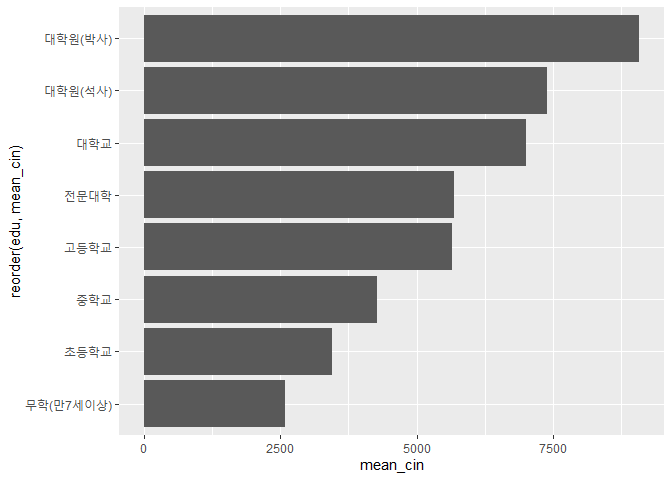 대학원(박사)
대학원(석사)
대학교
전문대학
고등학교
중학교
초등학교
무학(만7세이상)
reorder(edu, mean_cin)
0 2500 5000 7500
mean_cin